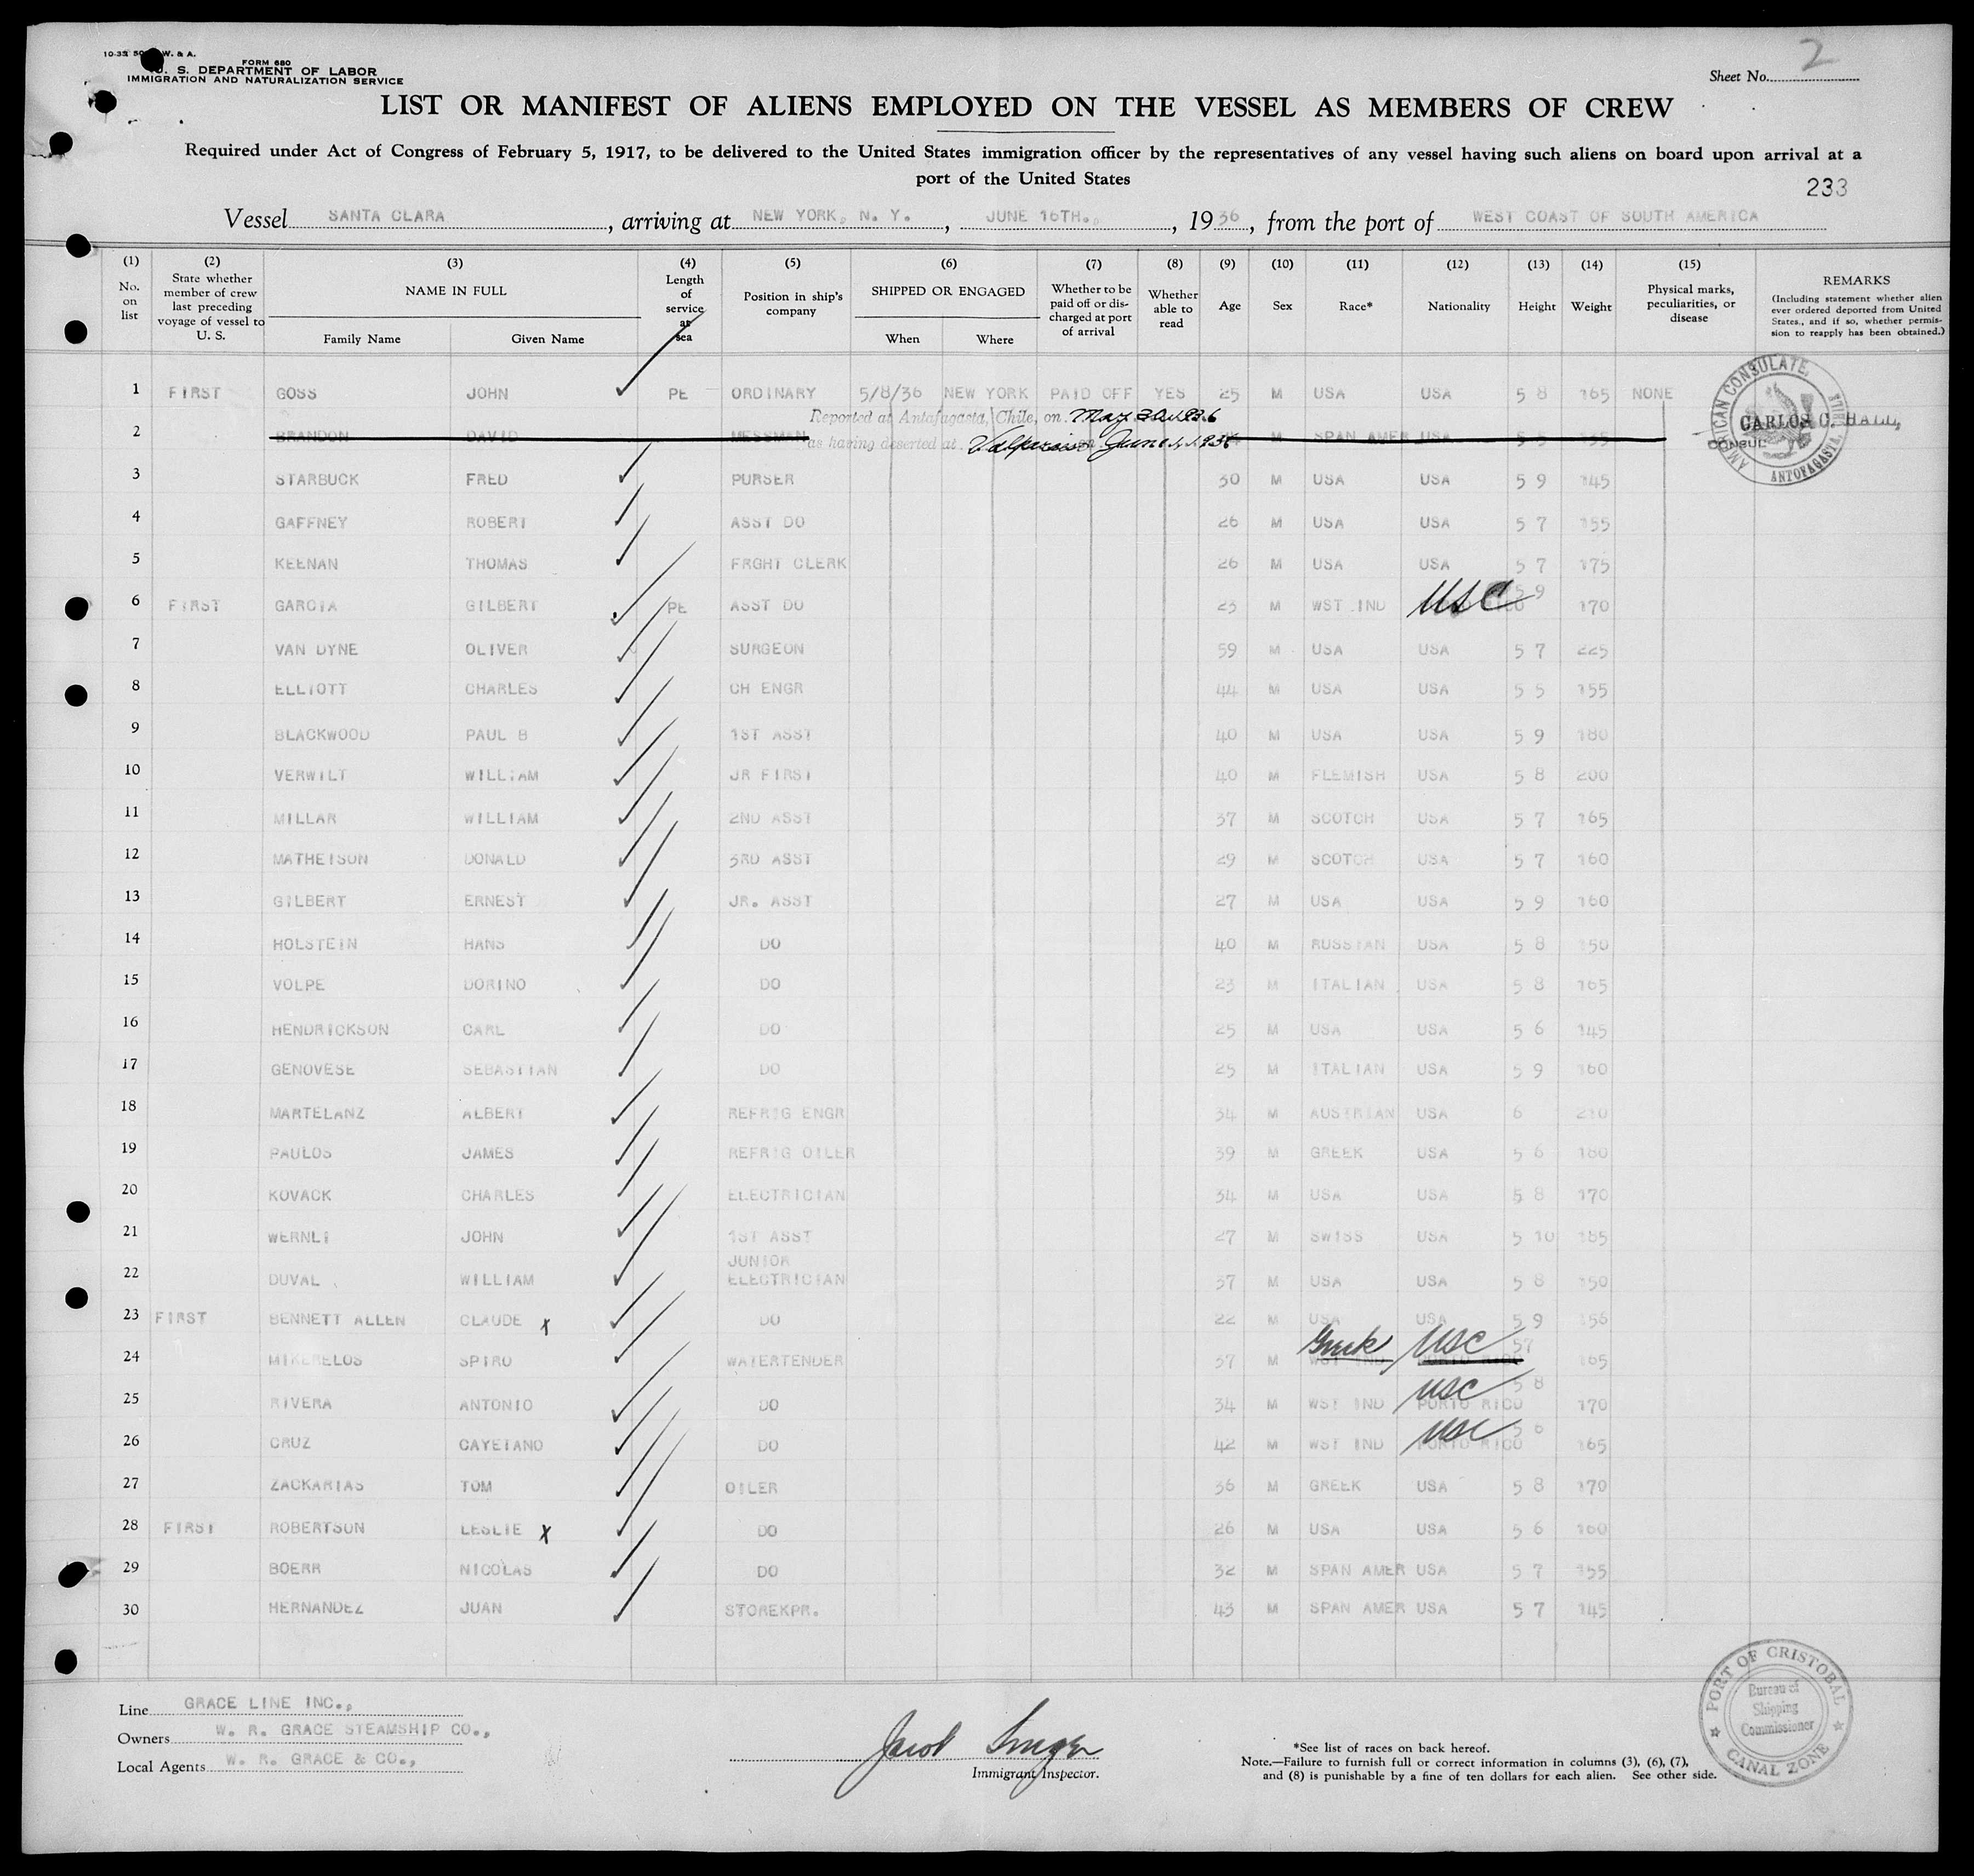 10-33 50 W. & A.
FORM 680
U. S. DEPARTMENT OF LABOR
IMMIGRATION AND NATURALIZATION SERVICE
2
Sheet No.
LIST OR MANIFEST OF ALIENS EMPLOYED ON THE VESSEL AS MEMBERS OF CREW
Required under Act of Congress of February 5, 1917, to be delivered to the United States immigration officer by the representatives of any vessel having such aliens on board upon arrival at a
port of the United States
233
Vessel SANTA CLARA, arriving at NEW YORK, N. Y., JUNE 16TH., 1936, from the port of WEST COAST OF SOUTH AMERICA
(1) (2) (3) (4) (5) (6) (7) (8) (9) (10) (11) (12) (13) (14) (15)
No. on list
State whether member of crew last preceding voyage of vessel to U. S.
NAME IN FULL
Family Name Given Name
Length of service at sea
Position in ship's company
SHIPPED OR ENGAGED
When Where
Whether to be paid off or discharged at port of arrival
Whether able to read
Age Sex Race* Nationality Height Weight
Physical marks, peculiarities, or disease
REMARKS
(Including statement whether alien ever ordered deported from United States., and if so, whether permission to reapply has been obtained.)
1 FIRST GOSS JOHN PE ORDINARY 5/8/36 NEW YORK PAID OFF YES 25 M USA USA 5 8 165 NONE
Reported at Antafagasta, Chile, on May 30 1936
2 BRANDON DAVID MESSMAN M SPAN AMER USA 5 5
as having deserted at Valparaiso on June 1, 1936
AMERICAN CONSULATE, ANTOFAGASTA, CHILE
CARLOS C. HALL,
CONSUL
3 STARBUCK FRED PURSER 30 M USA USA 5 9 145
4 GAFFNEY ROBERT ASST DO 26 M USA USA 5 7 155
5 KEENAN THOMAS FRGHT CLERK 26 M USA USA 5 7 175
6 FIRST GARCIA GILBERT PE ASST DO 23 M WST IND USC 5 9 170
7 VAN DYNE OLIVER SURGEON 59 M USA USA 5 7 225
8 ELLIOTT CHARLES CH ENGR 44 M USA USA 5 5 155
9 BLACKWOOD PAUL B 1ST ASST 40 M USA USA 5 9 180
10 VERWILT WILLIAM JR FIRST 40 M FLEMISH USA 5 8 200
11 MILLAR WILLIAM 2ND ASST 37 M SCOTCH USA 5 7 165
12 MATHEISON DONALD 3RD ASST 29 M SCOTCH USA 5 7 160
13 GILBERT ERNEST JR. ASST 27 M USA USA 5 9 160
14 HOLSTEIN HANS DO 40 M RUSSIAN USA 5 8 150
15 VOLPE DORINO DO 23 M ITALIAN USA 5 8 165
16 HENDRICKSON CARL DO 25 M USA USA 5 6 145
17 GENOVESE SEBASTIAN DO 25 M ITALIAN USA 5 9 160
18 MARTELANZ ALBERT REFRIG ENGR 34 M AUSTRIAN USA 6 210
19 PAULOS JAMES REFRIG OILER 39 M GREEK USA 5 6 180
20 KOVACK CHARLES ELECTRICIAN 34 M USA USA 5 8 170
21 WERNLI JOHN 1ST ASST 27 M SWISS USA 5 10 185
22 DUVAL WILLIAM JUNIOR ELECTRICIAN 37 M USA USA 5 8 150
23 FIRST BENNETT ALLEN CLAUDE X DO 22 M USA USA 5 9 156
24 MIKERELOS SPIRO WATERTENDER 37 M WST IND Greek USC PORTO RICO 57 165
25 RIVERA ANTONIO DO 34 M WST IND USC PORTO RICO 5 8 170
26 CRUZ CAYETANO DO 42 M WST IND USC PORTO RICO 5 6 165
27 ZACKARIAS TOM OILER 36 M GREEK USA 5 8 170
28 FIRST ROBERTSON LESLIE X DO 26 M USA USA 5 6 160
29 BOERR NICOLAS DO 32 M SPAN AMER USA 5 7 155
30 HERNANDEZ JUAN STOREKPR. 43 M SPAN AMER USA 5 7 145
Line GRACE LINE INC.,
Owners W. R. GRACE STEAMSHIP CO.,
Local Agents W. R. GRACE & CO.,
Jacob
Immigrant Inspector.
*See list of races on back hereof.
Note.—Failure to furnish full or correct information in columns (3), (6), (7),
and (8) is punishable by a fine of ten dollars for each alien. See other side.
PORT OF CRISTOBAL
Bureau of
Shipping
Commissioner
CANAL ZONE